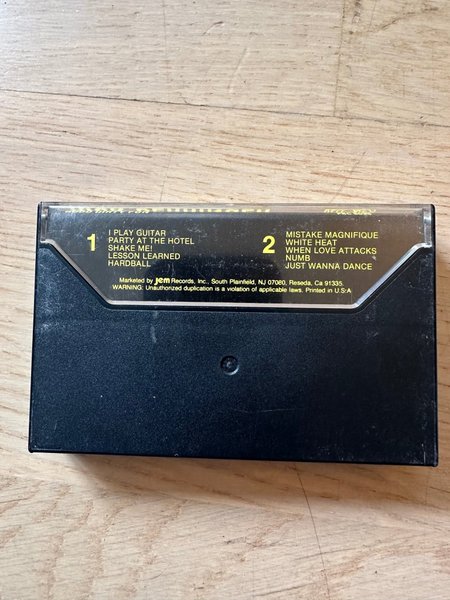 1
I PLAY GUITAR
PARTY AT THE HOTEL
SHAKE ME!
LESSON LEARNED
HARDBALL
2
MISTAKE MAGNIFIQUE
WHITE HEAT
WHEN LOVE ATTACKS
NUMB
JUST WANNA DANCE
Marketed by jem Records, Inc., South Plainfield, NJ 07080, Reseda, Ca 91335.
WARNING: Unauthorized duplication is a violation of applicable laws. Printed in U.S.A